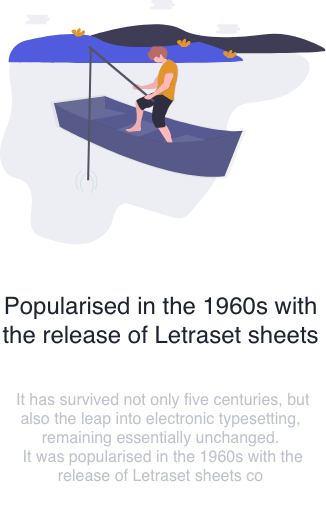 Popularised in the 1960s with
the release of Letraset sheets
It has survived not only five centuries, but
also the leap into electronic typesetting,
remaining essentially unchanged.
It was popularised in the 1960s with the
release of Letraset sheets co